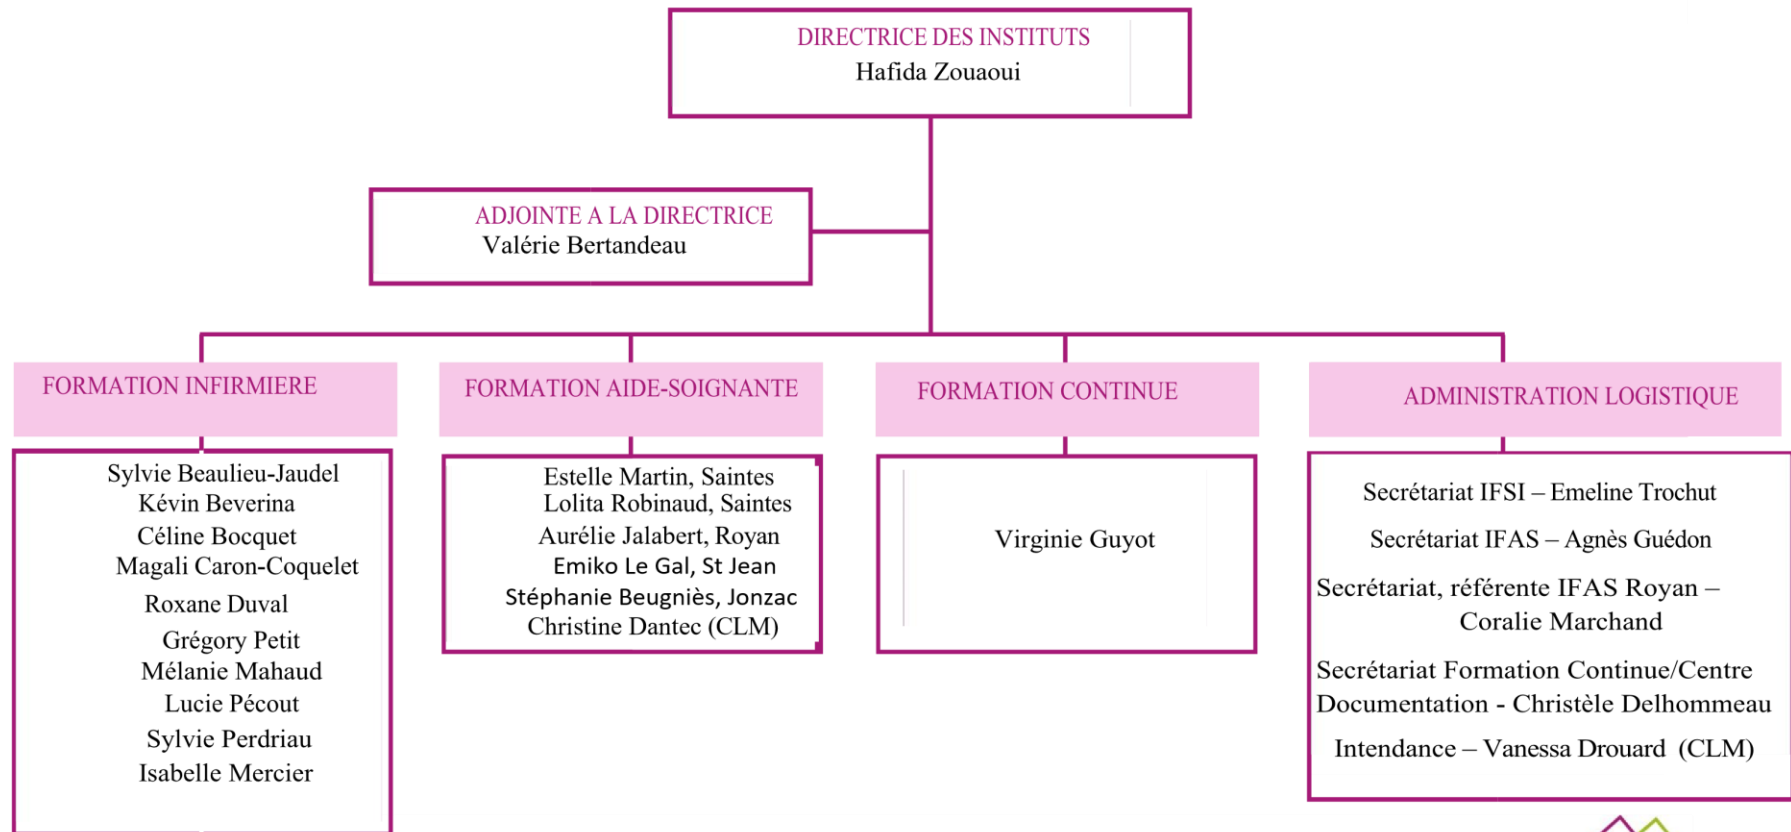 DIRECTRICE DES INSTITUTS
Hafida Zouaoui
ADJOINTE A LA DIRECTRICE
Valérie Bertandeau
FORMATION INFIRMIERE
Sylvie Beaulieu-Jaudel
Kévin Beverina
Céline Bocquet
Magali Caron-Coquelet
Roxane Duval
Grégory Petit
Mélanie Mahaud
Lucie Pécout
Sylvie Perdriau
Isabelle Mercier
FORMATION AIDE-SOIGNANTE
Estelle Martin, Saintes
Lolita Robinaud, Saintes
Aurélie Jalabert, Royan
Emiko Le Gal, St Jean
Stéphanie Beugniès, Jonzac
Christine Dantec (CLM)
FORMATION CONTINUE
Virginie Guyot
ADMINISTRATION LOGISTIQUE
Secrétariat IFSI – Emeline Trochut
Secrétariat IFAS – Agnès Guédon
Secrétariat, référente IFAS Royan –
Coralie Marchand
Secrétariat Formation Continue/Centre
Documentation - Christèle Delhommeau
Intendance – Vanessa Drouard (CLM)